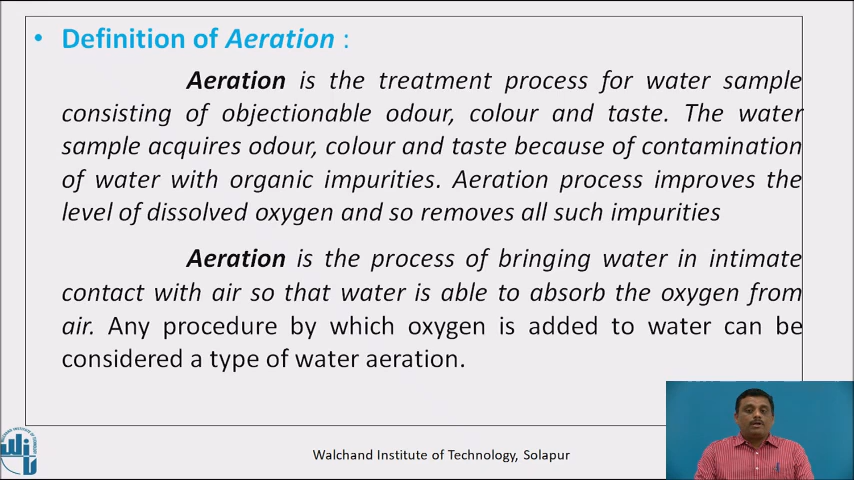 • Definition of Aeration :
Aeration is the treatment process for water sample
consisting of objectionable odour, colour and taste. The water
sample acquires odour, colour and taste because of contamination
of water with organic impurities. Aeration process improves the
level of dissolved oxygen and so removes all such impurities
Aeration is the process of bringing water in intimate
contact with air so that water is able to absorb the oxygen from
air. Any procedure by which oxygen is added to water can be
considered a type of water aeration.
Walchand Institute of Technology, Solapur